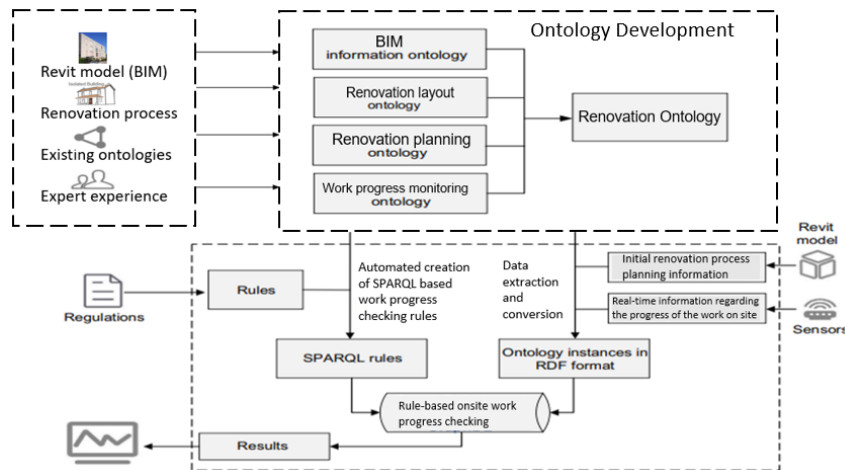 Revit model (BIM)
Renovation process
Existing ontologies
Expert experience
Ontology Development
BIM
information ontology
Renovation layout
ontology
Renovation planning
ontology
Work progress monitoring
ontology
Renovation Ontology
Regulations
Rules
Automated creation
of SPARQL based
work progress
checking rules
Data
extraction
and
conversion
Initial renovation process
planning information
Real-time information regarding
the progress of the work on site
Revit
model
Sensors
SPARQL rules
Ontology instances in
RDF format
Rule-based onsite work
progress checking
Results